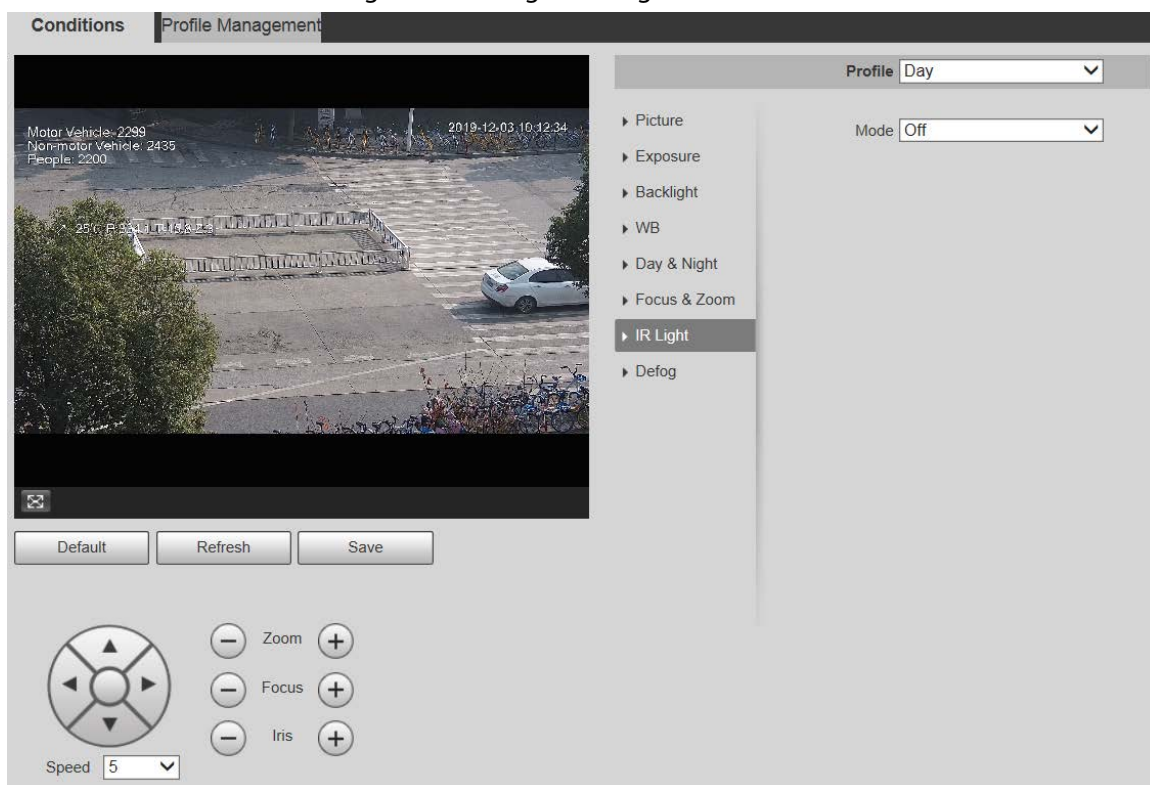 Conditions Profile Management
Profile Day
Motor Vehicle: 2299
2019-12-03 10:12:34
Non-motor Vehicle: 2435
People: 2200
25℃
Picture
Exposure
Backlight
WB
Day & Night
Focus & Zoom
IR Light
Defog
Mode Off
Default Refresh Save
Zoom
Focus
Iris
Speed 5